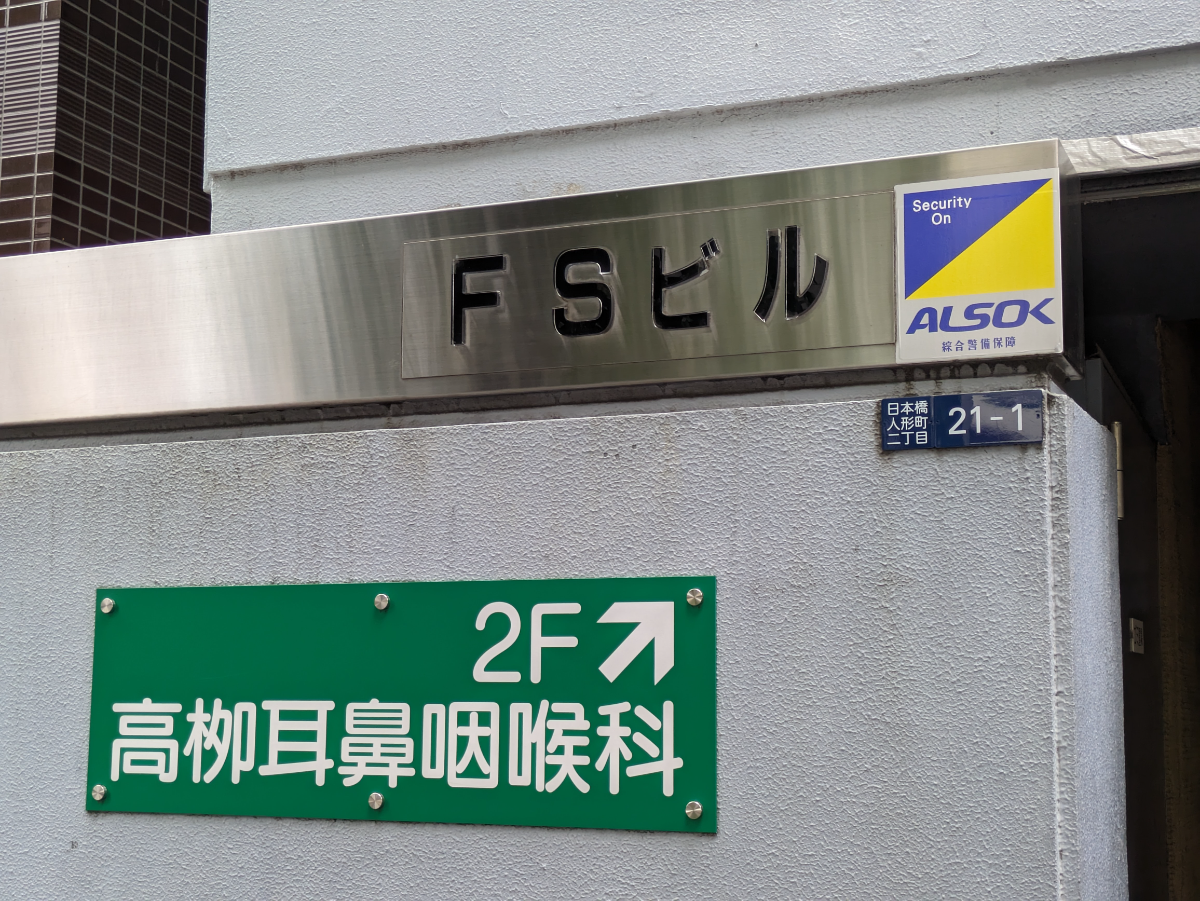 FSビル
Security
On
ALSOK
綜合警備保障
日本橋
人形町
二丁目
21-1
2F
高栁耳鼻咽喉科